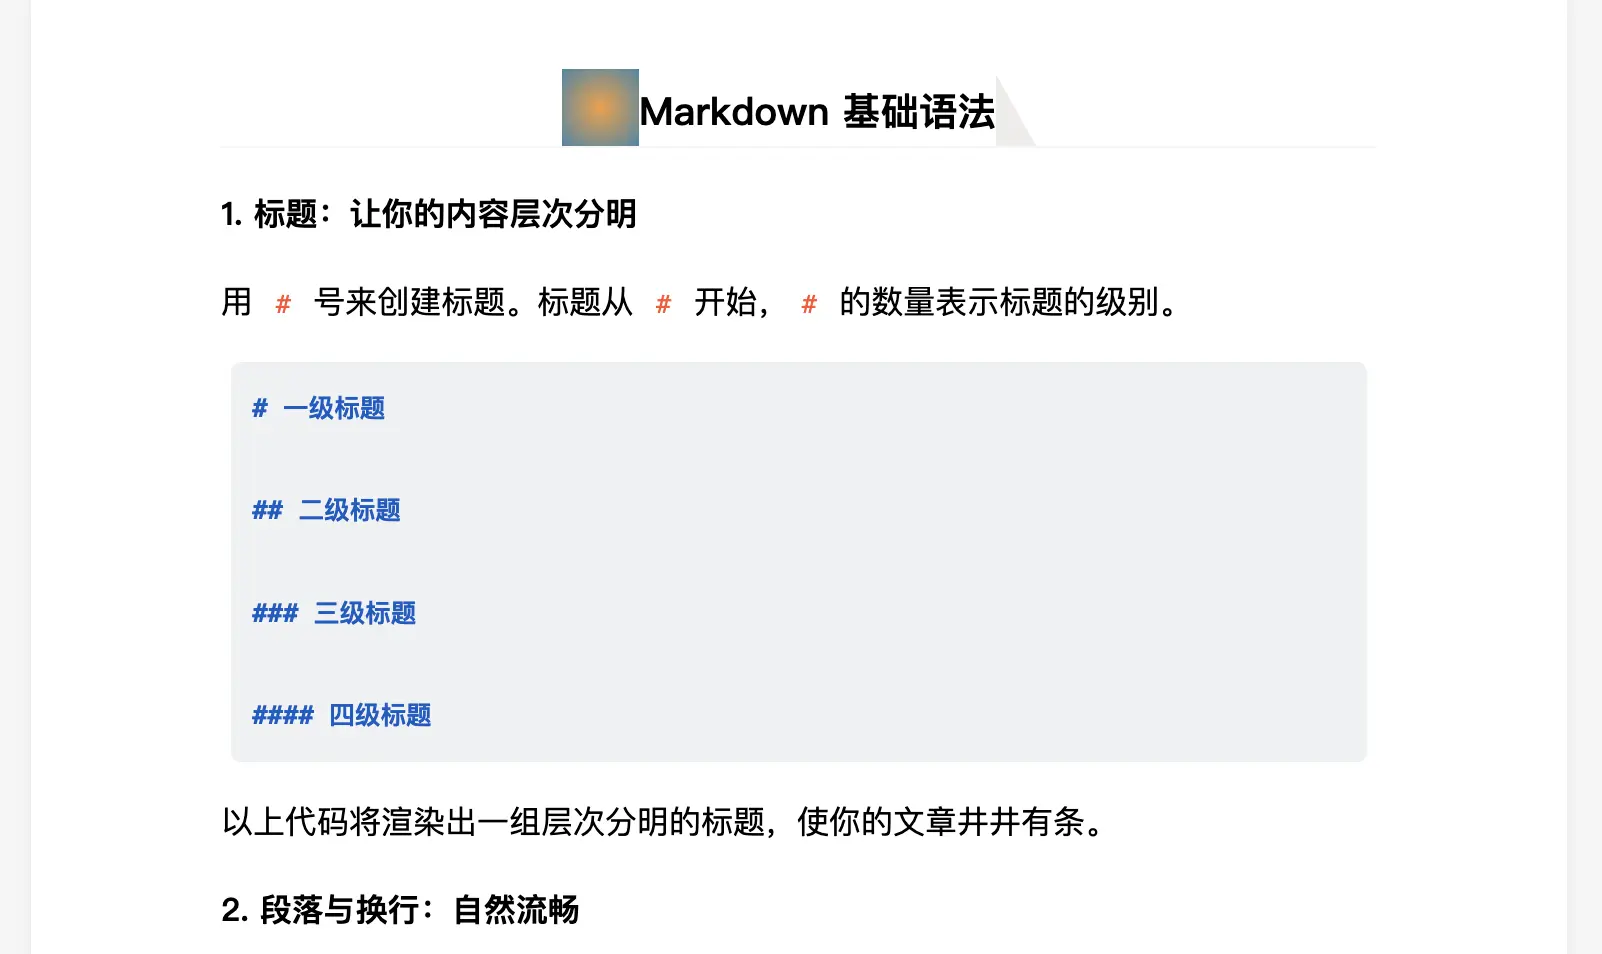 Markdown 基础语法
1. 标题：让你的内容层次分明
用 # 号来创建标题。标题从 # 开始， # 的数量表示标题的级别。
# 一级标题
## 二级标题
### 三级标题
#### 四级标题
以上代码将渲染出一组层次分明的标题，使你的文章井井有条。
2. 段落与换行：自然流畅